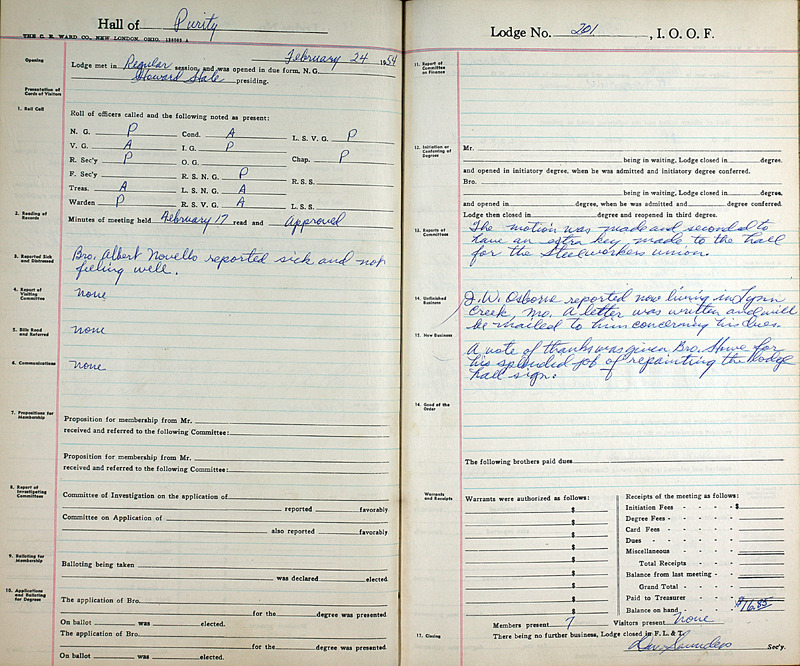 Hall of Purity
THE C. E. WARD CO., NEW LONDON, OHIO.
Opening
February 24 1954
Lodge met in Regular session, and was opened in due form, N. G.
Howard State presiding.
Presentation of Cards of Visitors
1. Roll Call
Roll of officers called and the following noted as present:
N. G. P Cond. A L. S. V. G. P
V. G. A I. G. P
R. Sec'y P O. G. Chap. P
F. Sec'y R. S. N. G. P R. S. S.
Treas. A L. S. N. G. A
Warden P R. S. V. G. A L. S. S.
2. Reading of Records
Minutes of meeting held February 17 read and Approved
3. Reported Sick and Distressed
Bro. Albert Novello reported sick and not
feeling well.
4. Report of Visiting Committee
none
5. Bills Read and Referred
none
6. Communications
none
7. Propositions for Membership
Proposition for membership from Mr.
received and referred to the following Committee:
Proposition for membership from Mr.
received and referred to the following Committee:
8. Report of Investigating Committees
Committee of Investigation on the application of
reported favorably
Committee on Application of
also reported favorably
9. Balloting for Membership
Balloting being taken
was declared elected.
10. Applications and Balloting for Degrees
The application of Bro.
for the degree was presented
On ballot was elected.
The application of Bro.
for the degree was presented
On ballot was elected.
Lodge No. 201, I. O. O. F.
11. Report of Committee on Finance
12. Initiation or Conferring of Degrees
Mr.
being in waiting, Lodge closed in degree.
and opened in initiatory degree, when he was admitted and initiatory degree conferred.
Bro.
being in waiting, Lodge closed in degree,
and opened in degree, when he was admitted and degree conferred.
Lodge then closed in degree and reopened in third degree.
13. Reports of Committees
The motion was made and seconded to
have an extra key made to the hall
for the Steelworkers union.
14. Unfinished Business
J. W. Osborne reported now living in Lynn
Creek, Mo. A letter was written and will
be mailed to him concerning his dues.
15. New Business
A vote of thanks was given Bro. Stowe for
his splendid job of repainting the Lodge
hall sign.
16. Good of the Order
The following brothers paid dues
Warrants and Receipts
Warrants were authorized as follows:
$
$
$
$
$
$
$
$
$
Receipts of the meeting as follows:
Initiation Fees - $
Degree Fees -
Card Fees -
Dues -
Miscellaneous
Total Receipts
Balance from last meeting -
Grand Total -
Paid to Treasurer
Balance on hand - $16.85
Members present 7 Visitors present none
17. Closing
There being no further business, Lodge closed in F. L. & T.
Saunders Sec'y.